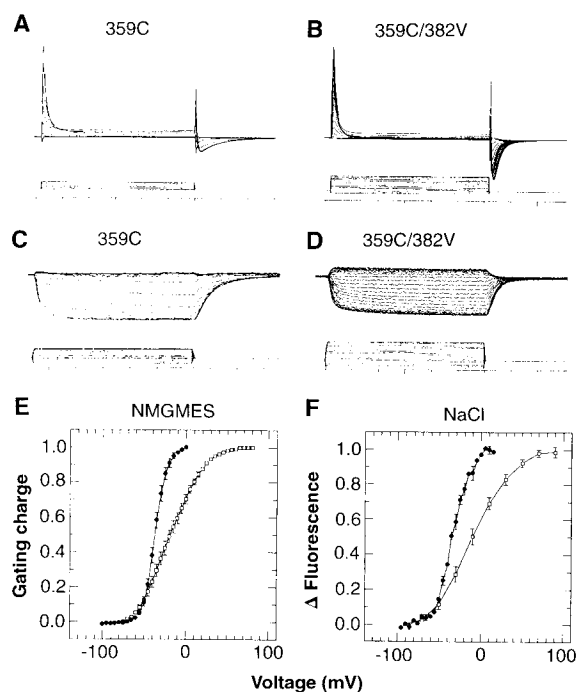 A
359C
B
359C/382V
C
359C
D
359C/382V
E
NMGMES
F
NaCl
Gating charge
1.0
0.8
0.6
0.4
0.2
0.0
-100
0
100
Δ Fluorescence
1.0
0.8
0.6
0.4
0.2
0.0
-100
0
100
Voltage (mV)